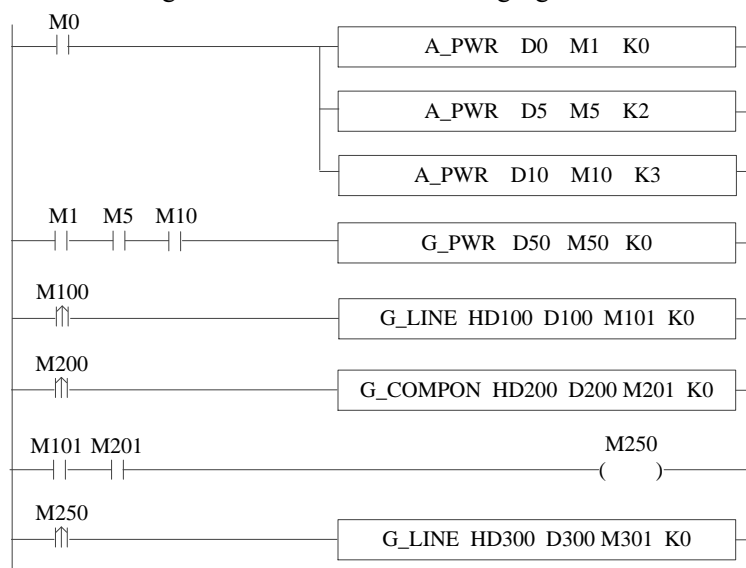 M0
A_PWR D0 M1 K0
A_PWR D5 M5 K2
A_PWR D10 M10 K3
M1 M5 M10
G_PWR D50 M50 K0
M100
G_LINE HD100 D100 M101 K0
M200
G_COMPON HD200 D200 M201 K0
M101 M201 M250
( )
M250
G_LINE HD300 D300 M301 K0